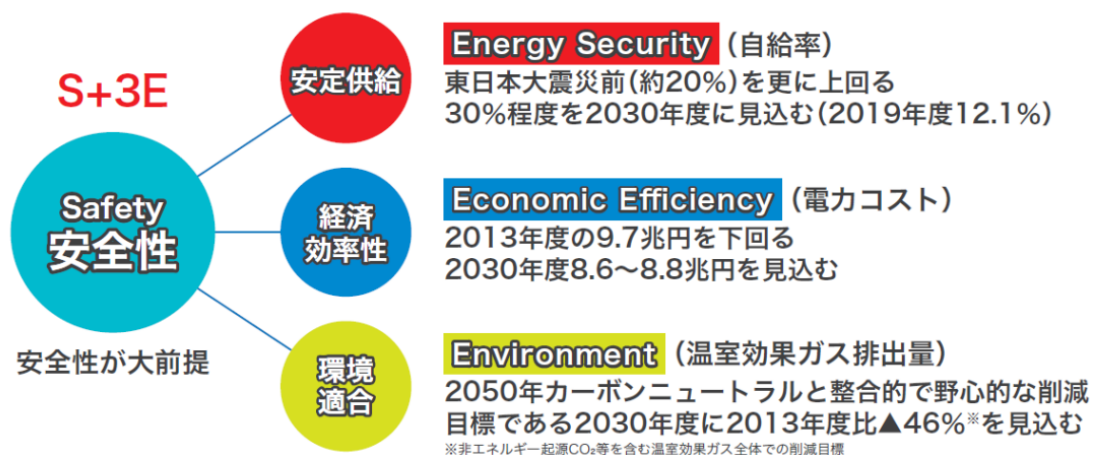 S+3E
Safety
安全性
安全性が大前提
安定供給
Energy Security（自給率）
東日本大震災前（約20%）を更に上回る
30%程度を2030年度に見込む（2019年度12.1%）
経済
効率性
Economic Efficiency（電力コスト）
2013年度の9.7兆円を下回る
2030年度8.6～8.8兆円を見込む
環境
適合
Environment（温室効果ガス排出量）
2050年カーボンニュートラルと整合的で野心的な削減
目標である2030年度に2013年度比▲46%※を見込む
※非エネルギー起源CO₂等を含む温室効果ガス全体での削減目標